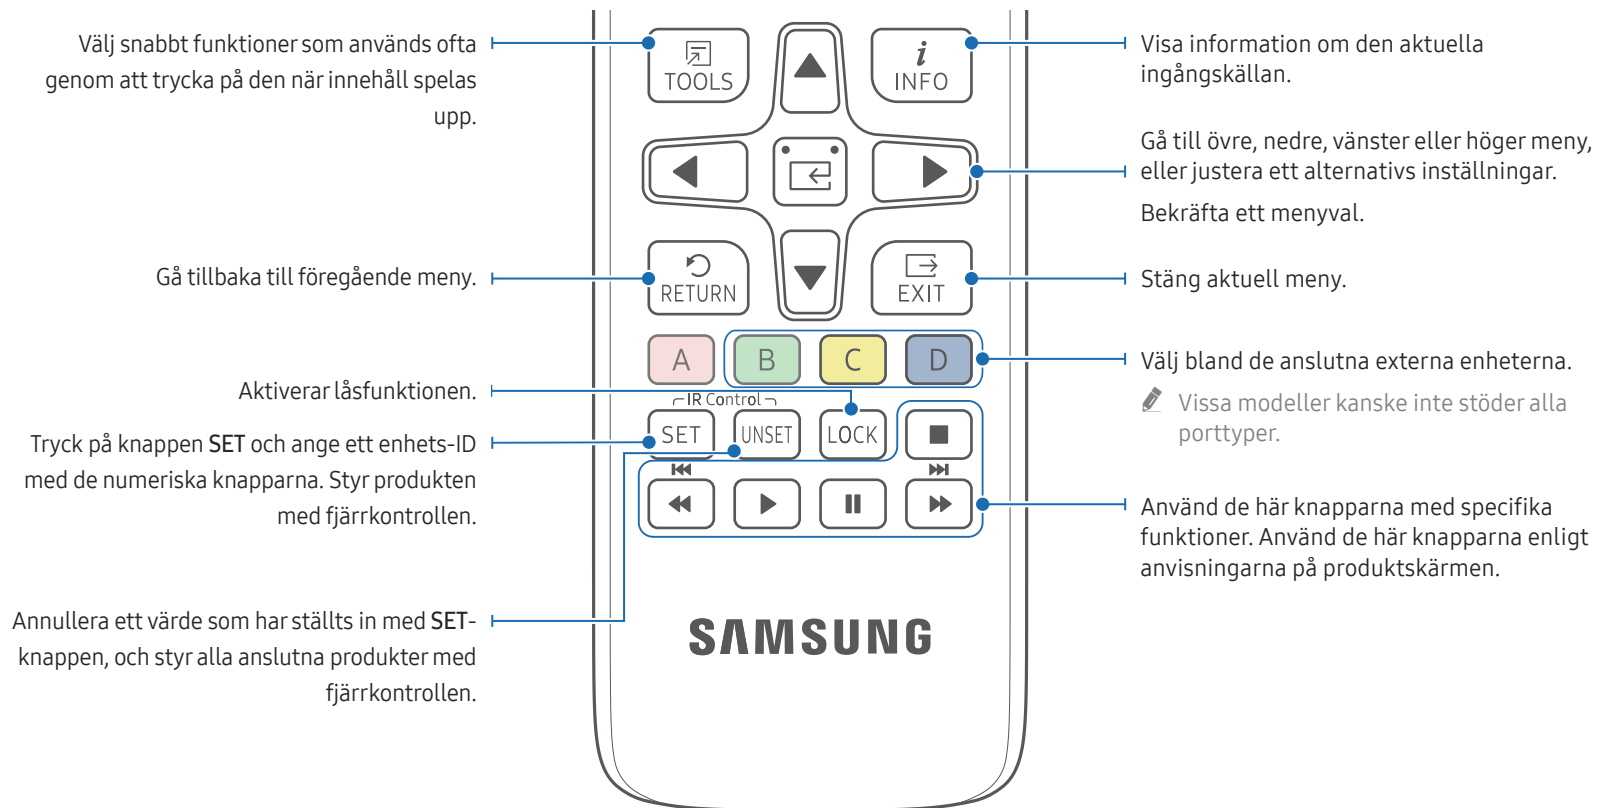 Välj snabbt funktioner som används ofta
genom att trycka på den när innehåll spelas
upp.
Gå tillbaka till föregående meny.
Aktiverar låsfunktionen.
Tryck på knappen SET och ange ett enhets-ID
med de numeriska knapparna. Styr produkten
med fjärrkontrollen.
Annullera ett värde som har ställts in med SET-
knappen, och styr alla anslutna produkter med
fjärrkontrollen.
TOOLS
i
INFO
RETURN
EXIT
A
B
C
D
IR Control
SET
UNSET
LOCK
SAMSUNG
Visa information om den aktuella
ingångskällan.
Gå till övre, nedre, vänster eller höger meny,
eller justera ett alternativs inställningar.
Bekräfta ett menyval.
Stäng aktuell meny.
Välj bland de anslutna externa enheterna.
Vissa modeller kanske inte stöder alla
porttyper.
Använd de här knapparna med specifika
funktioner. Använd de här knapparna enligt
anvisningarna på produktskärmen.